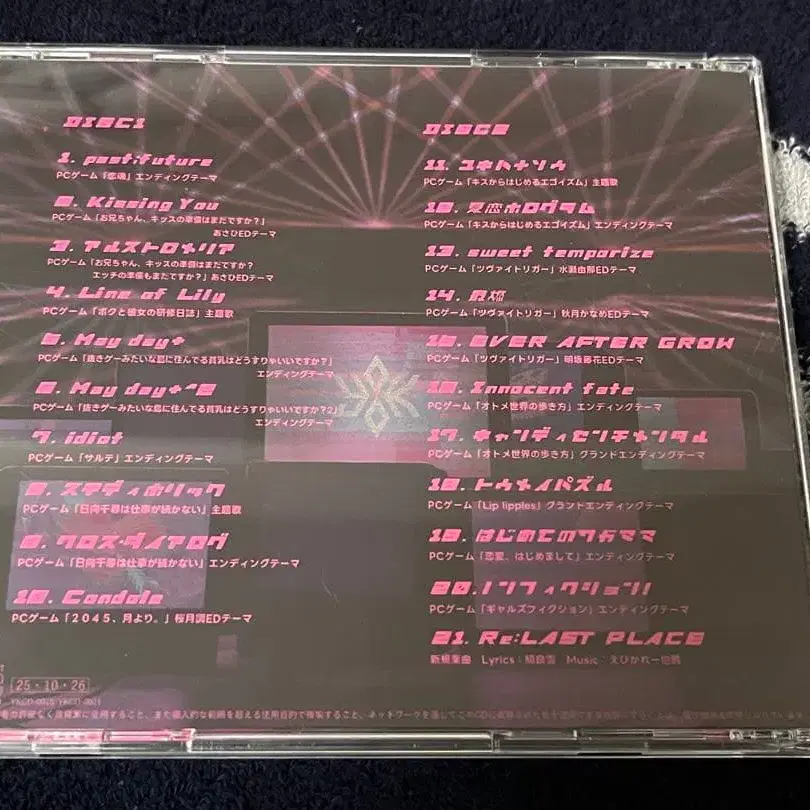 DISC1
1. past:future
PCゲーム「恋魂」エンディングテーマ
2. Kissing You
PCゲーム「お兄ちゃん、キッスの準備はまだですか？」
あさひEDテーマ
3. アルストロメリア
PCゲーム「お兄ちゃん、キッスの準備はまだですか？
エッチの準備もまだですか？」あさひEDテーマ
4. Line of Lily
PCゲーム「ボクと彼女の研修日誌」主題歌
5. May day+
PCゲーム「抜きゲーみたいな島に住んでる貧乳はどうすりゃいいですか？」
エンディングテーマ
6. May day+^2
PCゲーム「抜きゲーみたいな島に住んでる貧乳はどうすりゃいいですか？2」
エンディングテーマ
7. idiot
PCゲーム「サルテ」エンディングテーマ
8. ステディホリック
PCゲーム「日向千尋は仕事が続かない」主題歌
9. クロスダイアログ
PCゲーム「日向千尋は仕事が続かない」エンディングテーマ
10. Condole
PCゲーム「２０４５、月より。」桜月調EDテーマ
DISC2
11. ユキハナソウ
PCゲーム「キスからはじめるエゴイズム」主題歌
12. 見恋ホログラム
PCゲーム「キスからはじめるエゴイズム」エンディングテーマ
13. sweet temporize
PCゲーム「ツヴァイトリガー」水瀬由那EDテーマ
14.
PCゲーム「ツヴァイトリガー」秋月かなめEDテーマ
15. EVER AFTER GROW
PCゲーム「ツヴァイトリガー」明坂藤花EDテーマ
16. Innocent fate
PCゲーム「オトメ世界の歩き方」エンディングテーマ
17. キャンディセンチメンタル
PCゲーム「オトメ世界の歩き方」グランドエンディングテーマ
18. トウメイパズル
PCゲーム「Lip lipples」グランドエンディングテーマ
19. はじめてのワガママ
PCゲーム「恋愛、はじめまして」エンディングテーマ
20. ノンフィクション!
PCゲーム「ギャルズフィクション」エンディングテーマ
21. Re:LAST PLACE
新規楽曲 Lyrics： Music：えびかれー伯爵
25・10・26